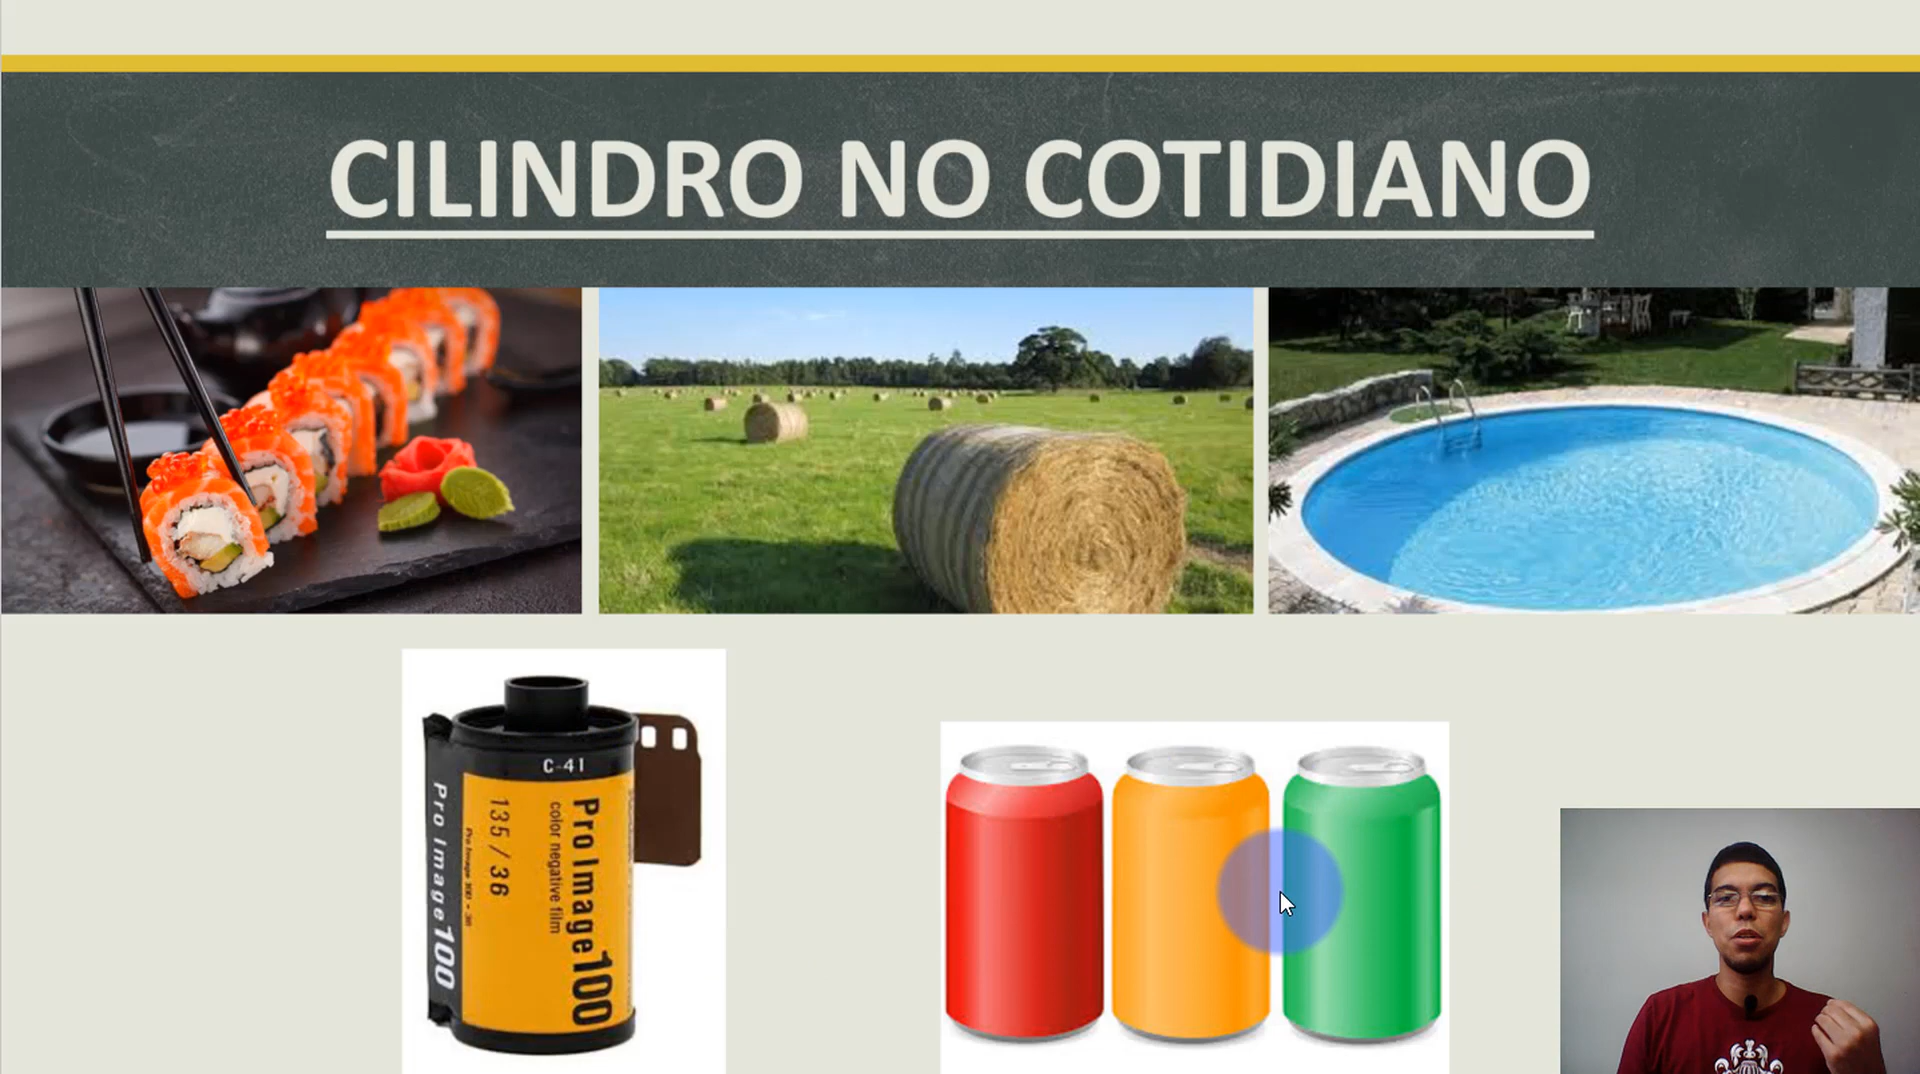 CILINDRO NO COTIDIANO
C-41
Pro Image 100
135 / 36
color negative film
Pro Image 100